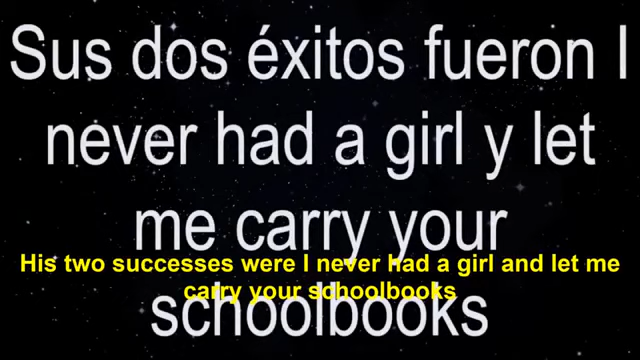 Sus dos éxitos fueron I
never had a girl y let
me carry your
schoolbooks
His two successes were I never had a girl and let me
carry your schoolbooks